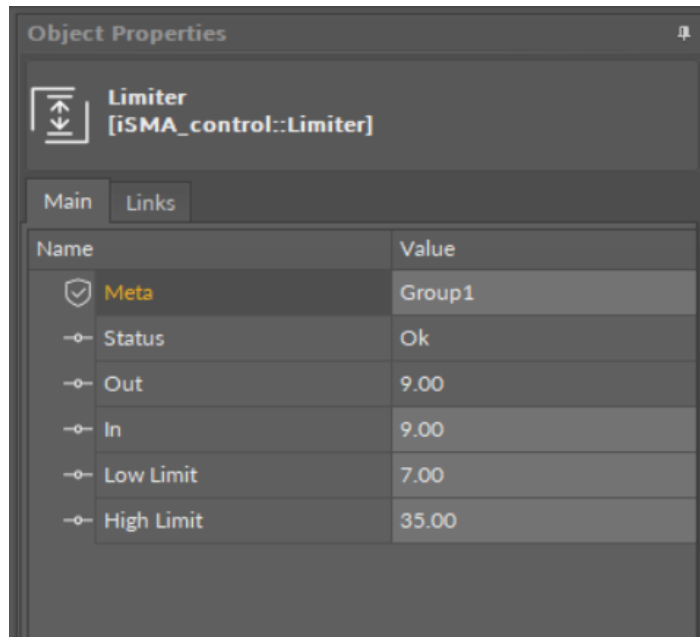 Object Properties
Limiter
[iSMA_control::Limiter]
Main Links
Name Value
Meta Group1
Status Ok
Out 9.00
In 9.00
Low Limit 7.00
High Limit 35.00